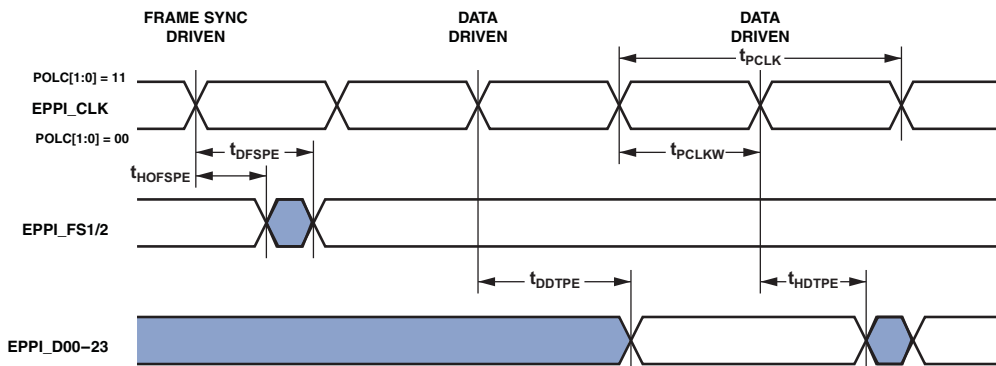 FRAME SYNC
DRIVEN
DATA
DRIVEN
DATA
DRIVEN
tPCLK
POLC[1:0] = 11
EPPI_CLK
POLC[1:0] = 00
tDFSPE
tPCLKW
tHOFSPE
EPPI_FS1/2
tDDTPE
tHDTPE
EPPI_D00–23